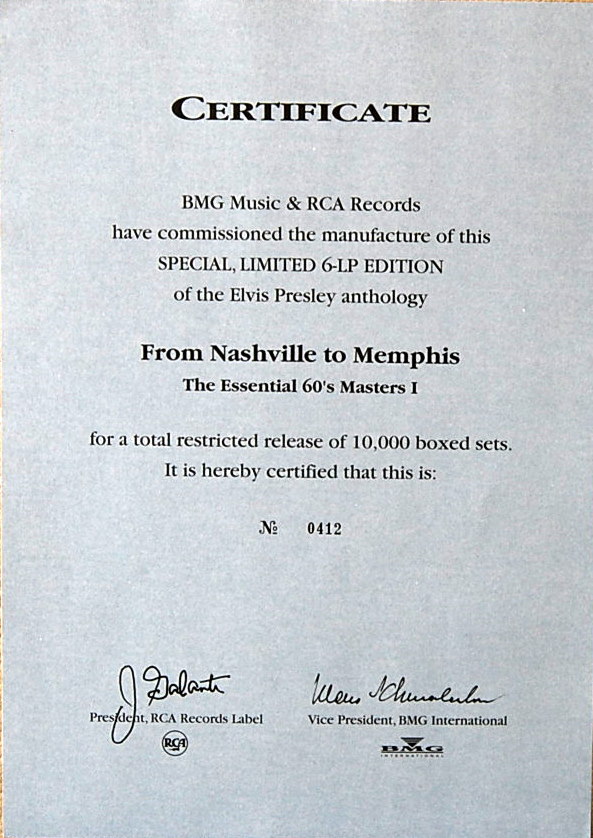 CERTIFICATE
BMG Music & RCA Records
have commissioned the manufacture of this
SPECIAL, LIMITED 6-LP EDITION
of the Elvis Presley anthology
From Nashville to Memphis
The Essential 60's Masters I
for a total restricted release of 10,000 boxed sets.
It is hereby certified that this is:
№ 0412
J Galante
President, RCA Records Label
Vice President, BMG International
RCA
BMG
INTERNATIONAL